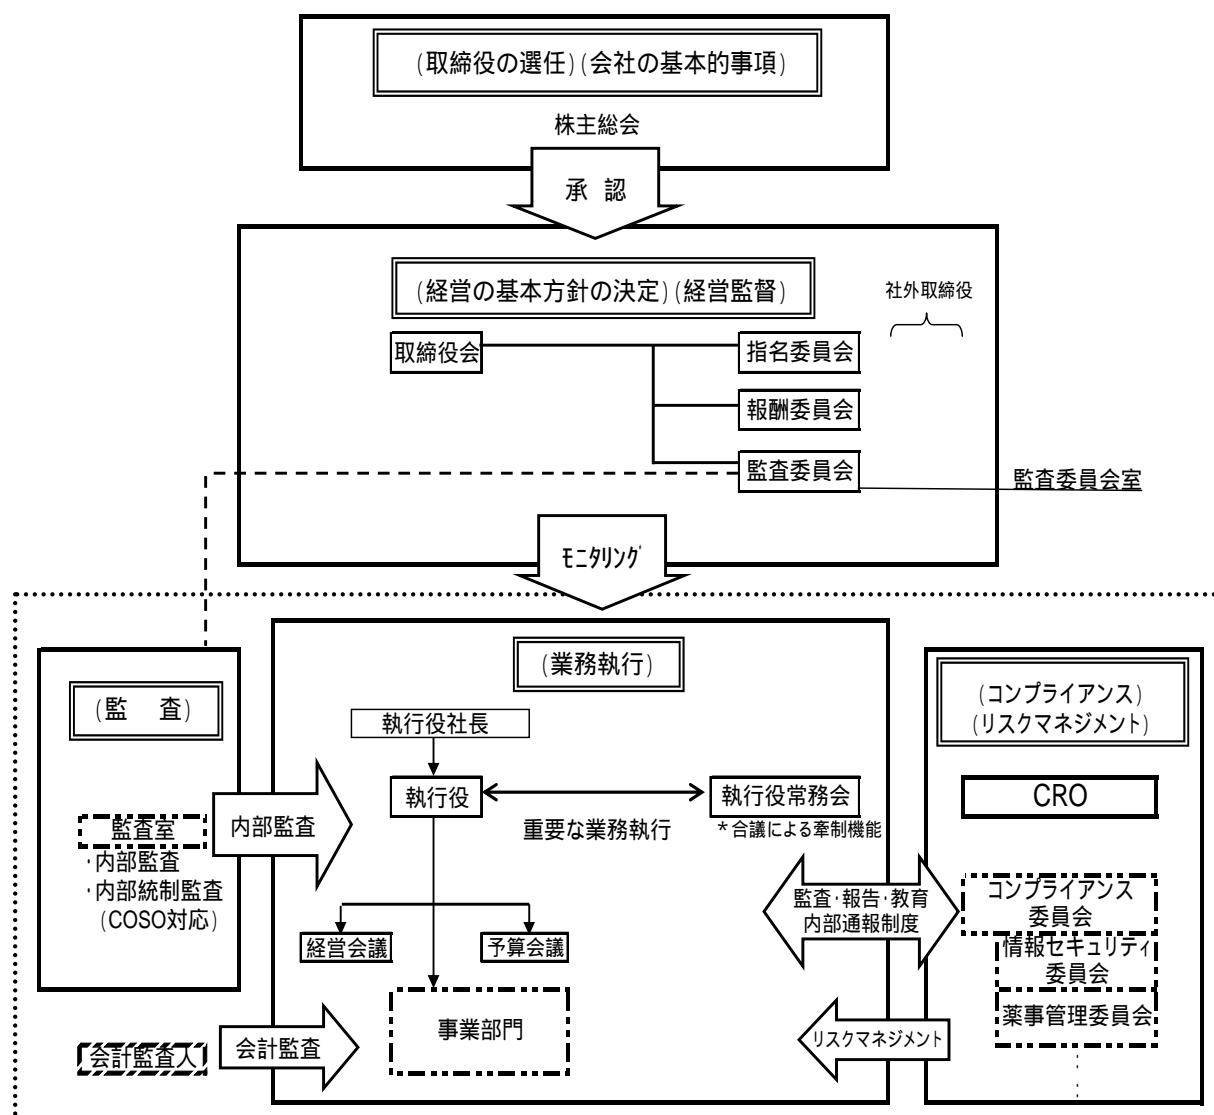 (取締役の選任)(会社の基本的事項)
株主総会
承 認
(経営の基本方針の決定)(経営監督)
社外取締役
取締役会
指名委員会
報酬委員会
監査委員会
監査委員会室
ﾓﾆﾀﾘﾝｸﾞ
(監 査)
監査室
・内部監査
・内部統制監査
(COSO対応)
会計監査人
内部監査
会計監査
(業務執行)
執行役社長
執行役
執行役常務会
重要な業務執行
*合議による牽制機能
経営会議
予算会議
事業部門
監査・報告・教育
内部通報制度
リスクマネジメント
(コンプライアンス)
(リスクマネジメント)
CRO
コンプライアンス
委員会
情報セキュリティ
委員会
薬事管理委員会